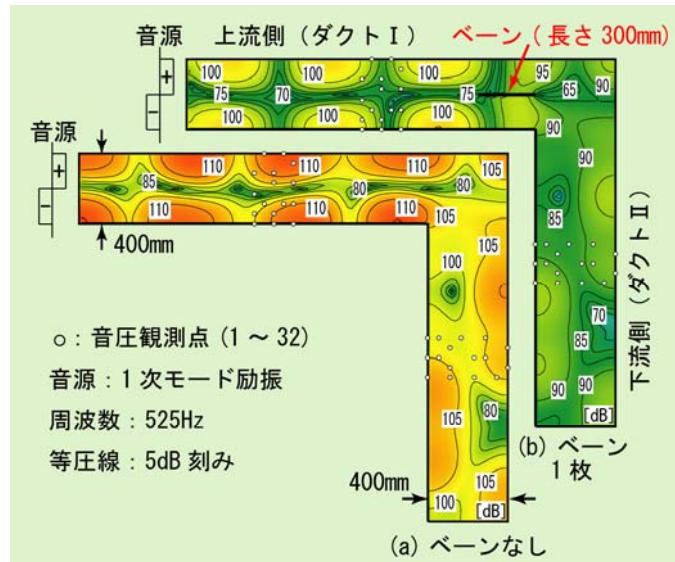 音源 上流側（ダクトⅠ） ベーン（長さ 300mm）
+
−
100 100 100 95
75 70 75 65 90
100 100 100 90
90
85
70
85
90 90
[dB]
下流側（ダクトⅡ）
(b) ベーン
1枚
音源
+
−
110 110 110 105
85 80 80
110 110 110 105
105 105
100
80
105
105
100
[dB]
400mm
400mm
(a) ベーンなし
○：音圧観測点 (1 ～ 32)
音源：1 次モード励振
周波数：525Hz
等圧線：5dB 刻み